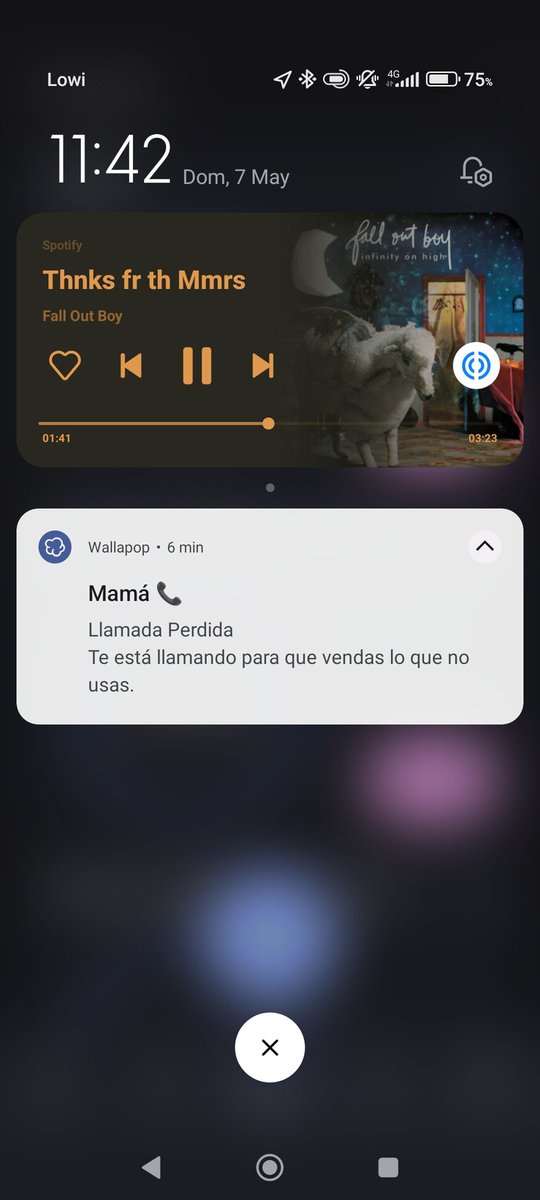 Lowi
4G
75%
11:42 Dom, 7 May
Spotify
Thnks fr th Mmrs
Fall Out Boy
fall out boy
infinity on high
01:41
03:23
Wallapop • 6 min
Mamá 📞
Llamada Perdida
Te está llamando para que vendas lo que no
usas.